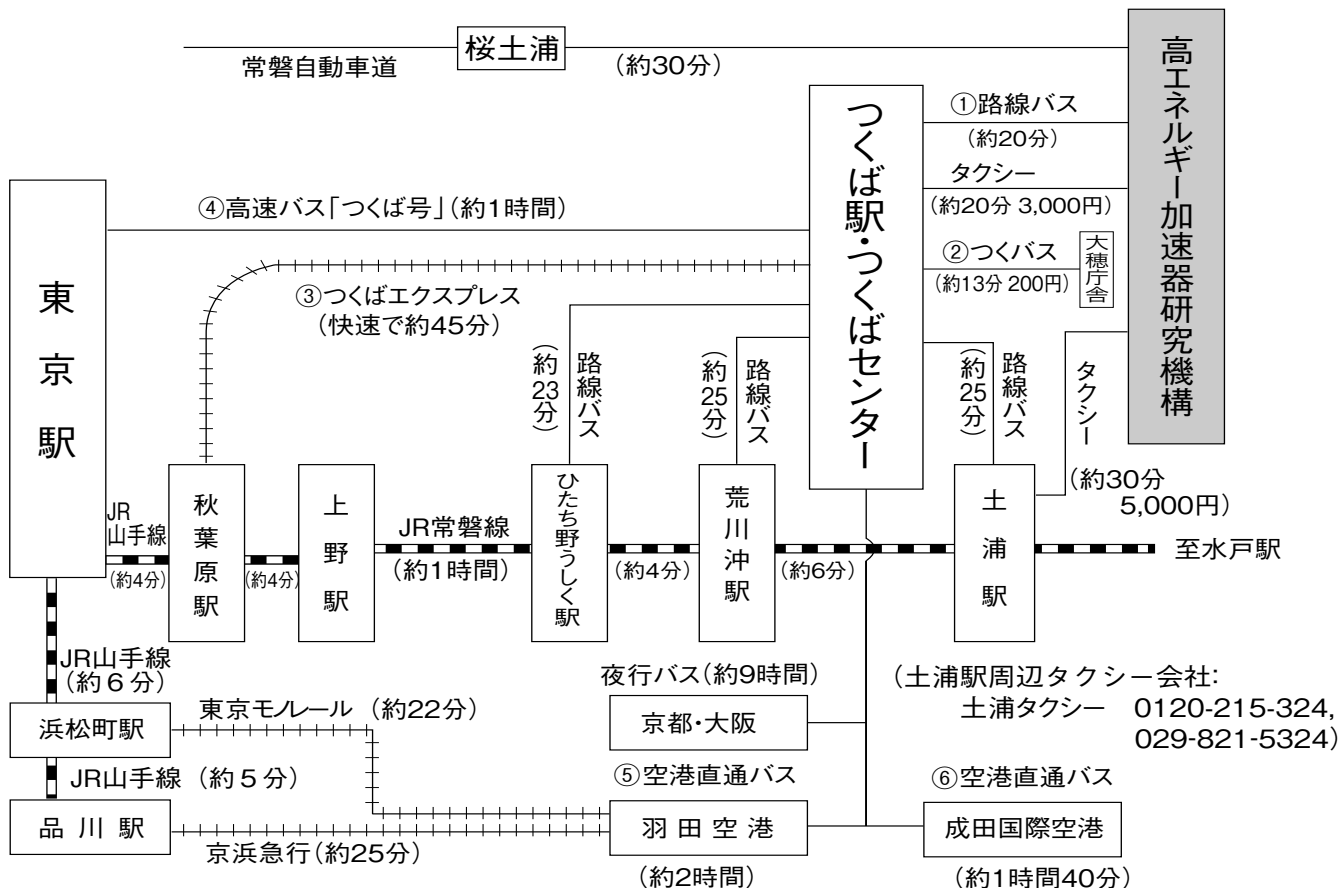 桜土浦
常磐自動車道
(約30分)
高エネルギー加速器研究機構
つくば駅・つくばセンター
①路線バス
(約20分)
タクシー
(約20分 3,000円)
②つくバス
(約13分 200円)
大穂庁舎
東京駅
④高速バス「つくば号」(約1時間)
③つくばエクスプレス
(快速で約45分)
路線バス
(約23分)
路線バス
(約25分)
路線バス
(約25分)
タクシー
(約30分
5,000円)
JR
山手線
(約4分)
秋葉原駅
(約4分)
上野駅
JR常磐線
(約1時間)
ひたち野うしく駅
(約4分)
荒川沖駅
(約6分)
土浦駅
至水戸駅
JR山手線
(約6分)
浜松町駅
東京モノレール (約22分)
JR山手線 (約5分)
品川駅
京浜急行(約25分)
夜行バス(約9時間)
京都・大阪
⑤空港直通バス
羽田空港
(約2時間)
(土浦駅周辺タクシー会社:
土浦タクシー 0120-215-324,
029-821-5324)
⑥空港直通バス
成田国際空港
(約1時間40分)